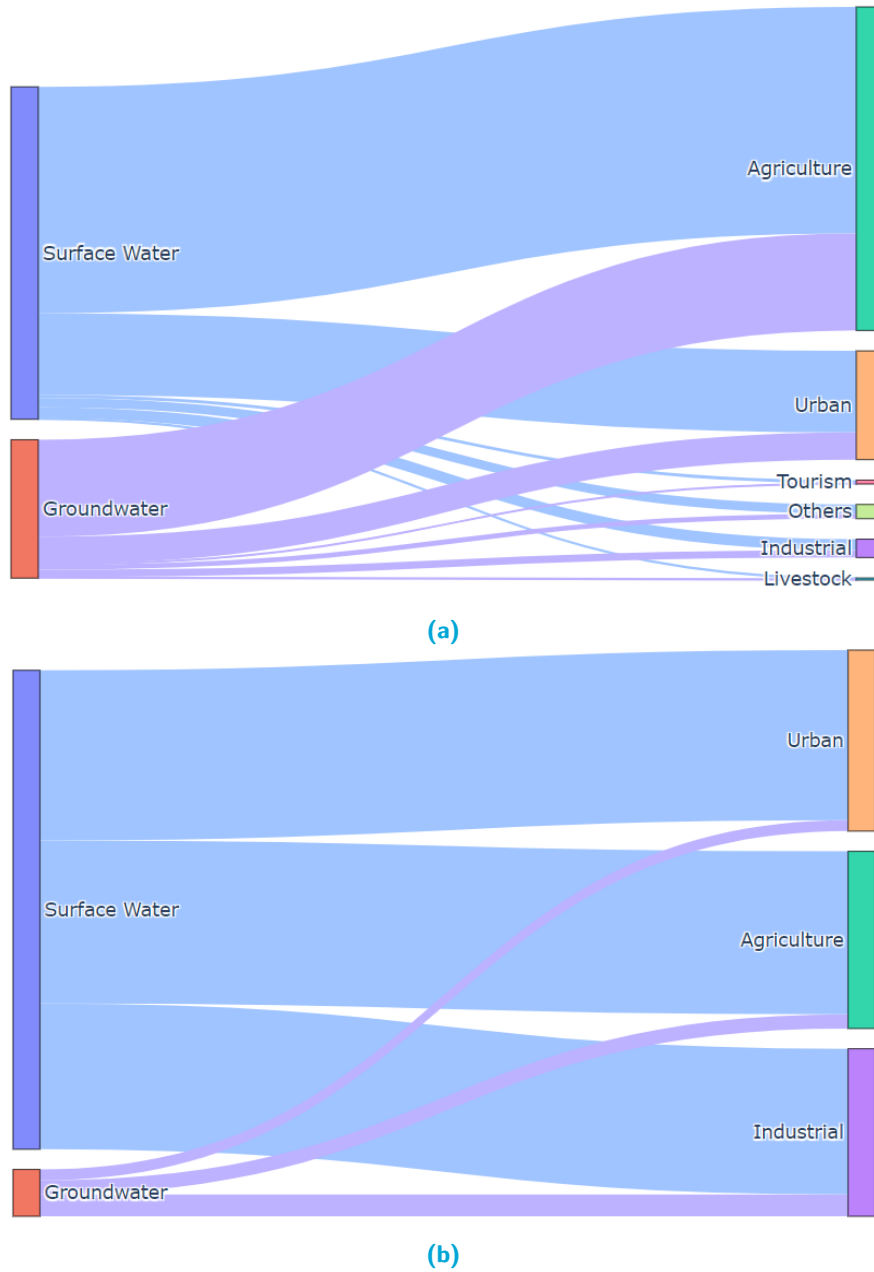 Agriculture
Surface Water
Urban
Tourism
Groundwater
Others
Industrial
Livestock
(a)
Urban
Surface Water
Agriculture
Industrial
Groundwater
(b)